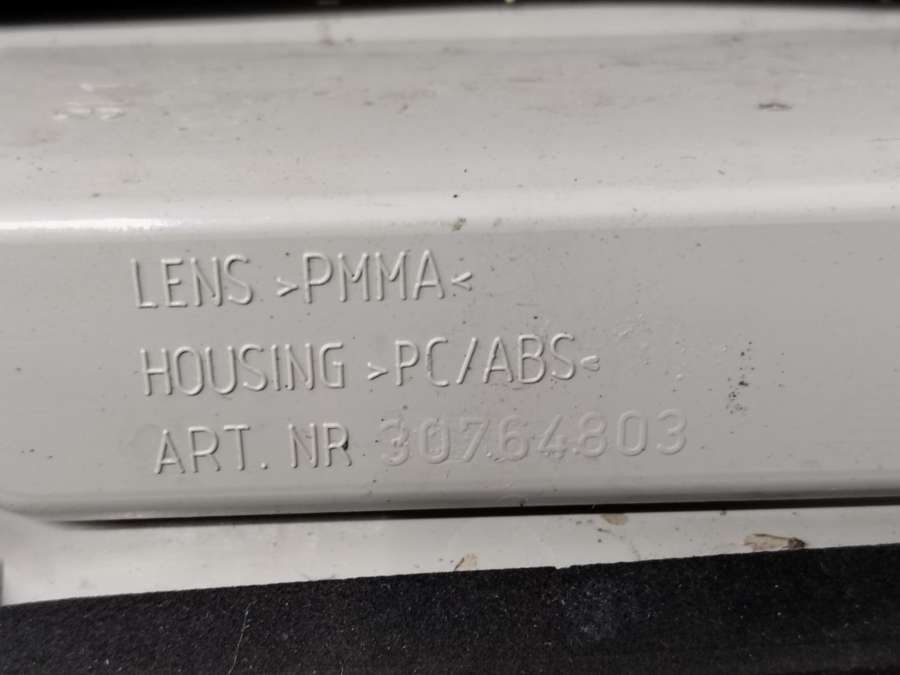 LENS >PMMA<
HOUSING >PC/ABS<
ART. NR 30764803